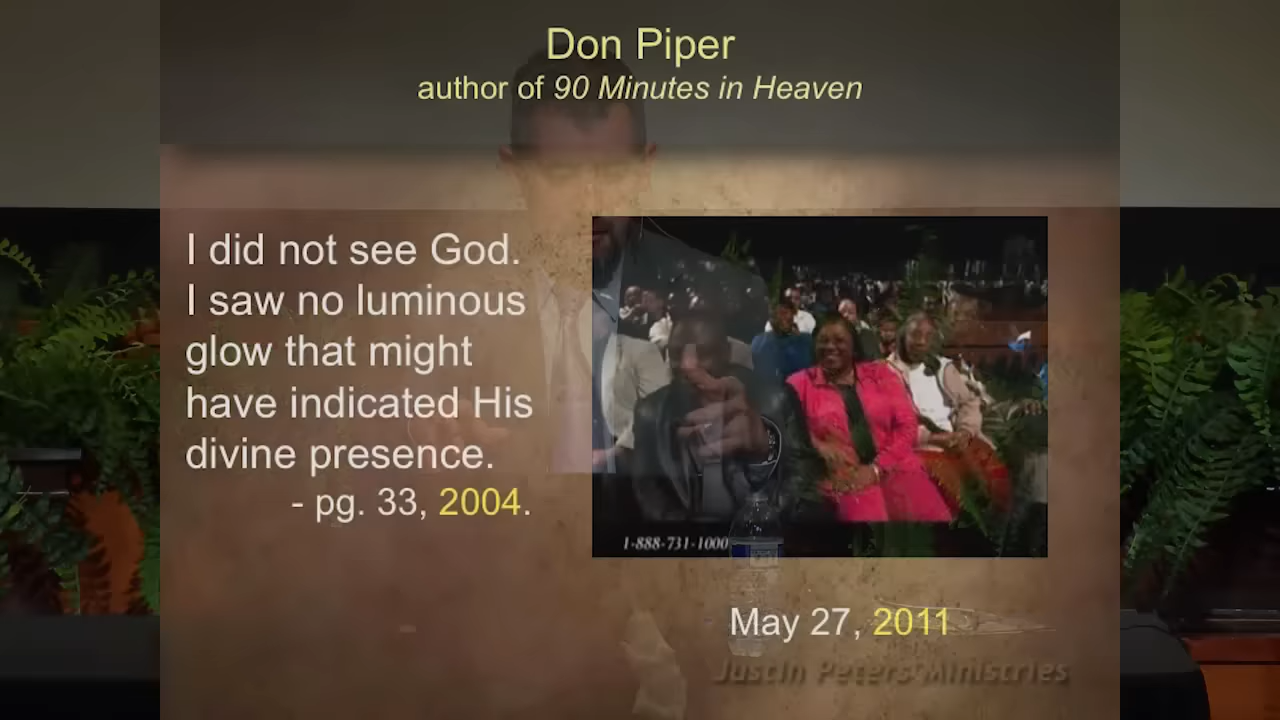 Don Piper
author of 90 Minutes in Heaven
I did not see God.
I saw no luminous
glow that might
have indicated His
divine presence.
- pg. 33, 2004.
1-888-731-1000
May 27, 2011
Justin Peters Ministries